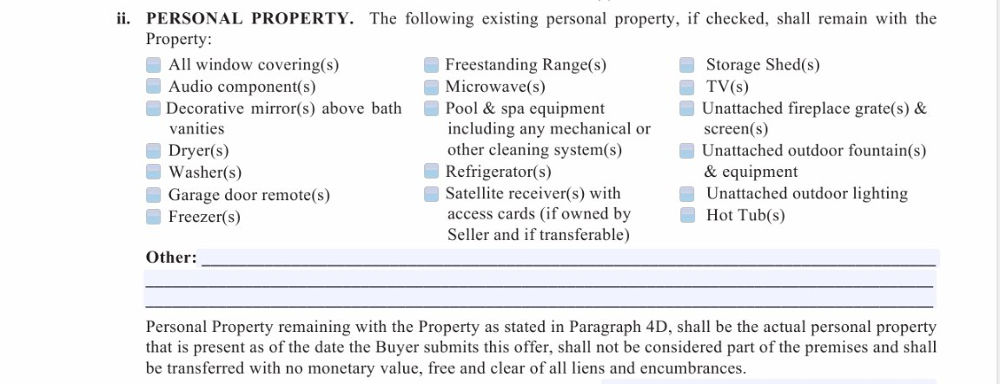 ii. PERSONAL PROPERTY. The following existing personal property, if checked, shall remain with the
Property:
All window covering(s)
Audio component(s)
Decorative mirror(s) above bath
vanities
Dryer(s)
Washer(s)
Garage door remote(s)
Freezer(s)
Freestanding Range(s)
Microwave(s)
Pool & spa equipment
including any mechanical or
other cleaning system(s)
Refrigerator(s)
Satellite receiver(s) with
access cards (if owned by
Seller and if transferable)
Storage Shed(s)
TV(s)
Unattached fireplace grate(s) &
screen(s)
Unattached outdoor fountain(s)
& equipment
Unattached outdoor lighting
Hot Tub(s)
Other:
Personal Property remaining with the Property as stated in Paragraph 4D, shall be the actual personal property
that is present as of the date the Buyer submits this offer, shall not be considered part of the premises and shall
be transferred with no monetary value, free and clear of all liens and encumbrances.